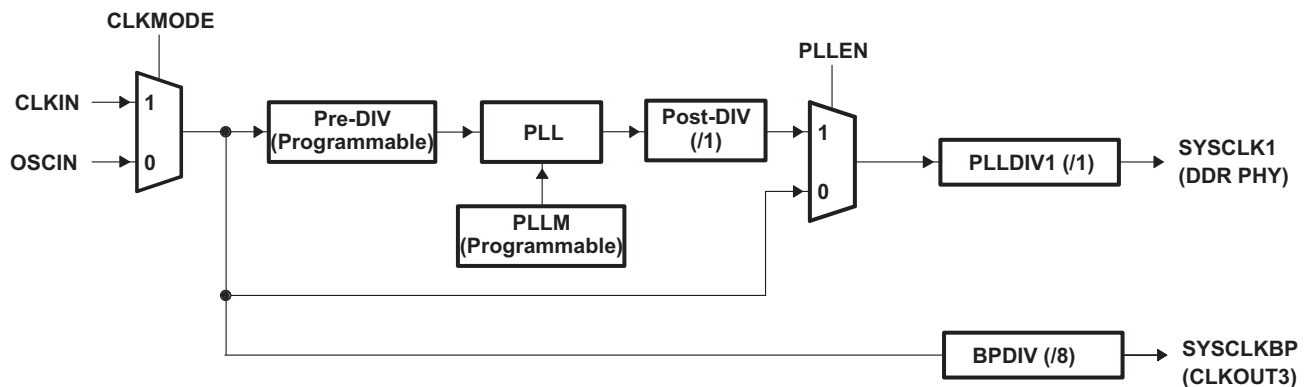 CLKMODE
CLKIN
OSCIN
1
0
Pre-DIV
(Programmable)
PLL
PLLM
(Programmable)
Post-DIV
(/1)
PLLEN
1
0
PLLDIV1 (/1)
SYSCLK1
(DDR PHY)
BPDIV (/8)
SYSCLKBP
(CLKOUT3)